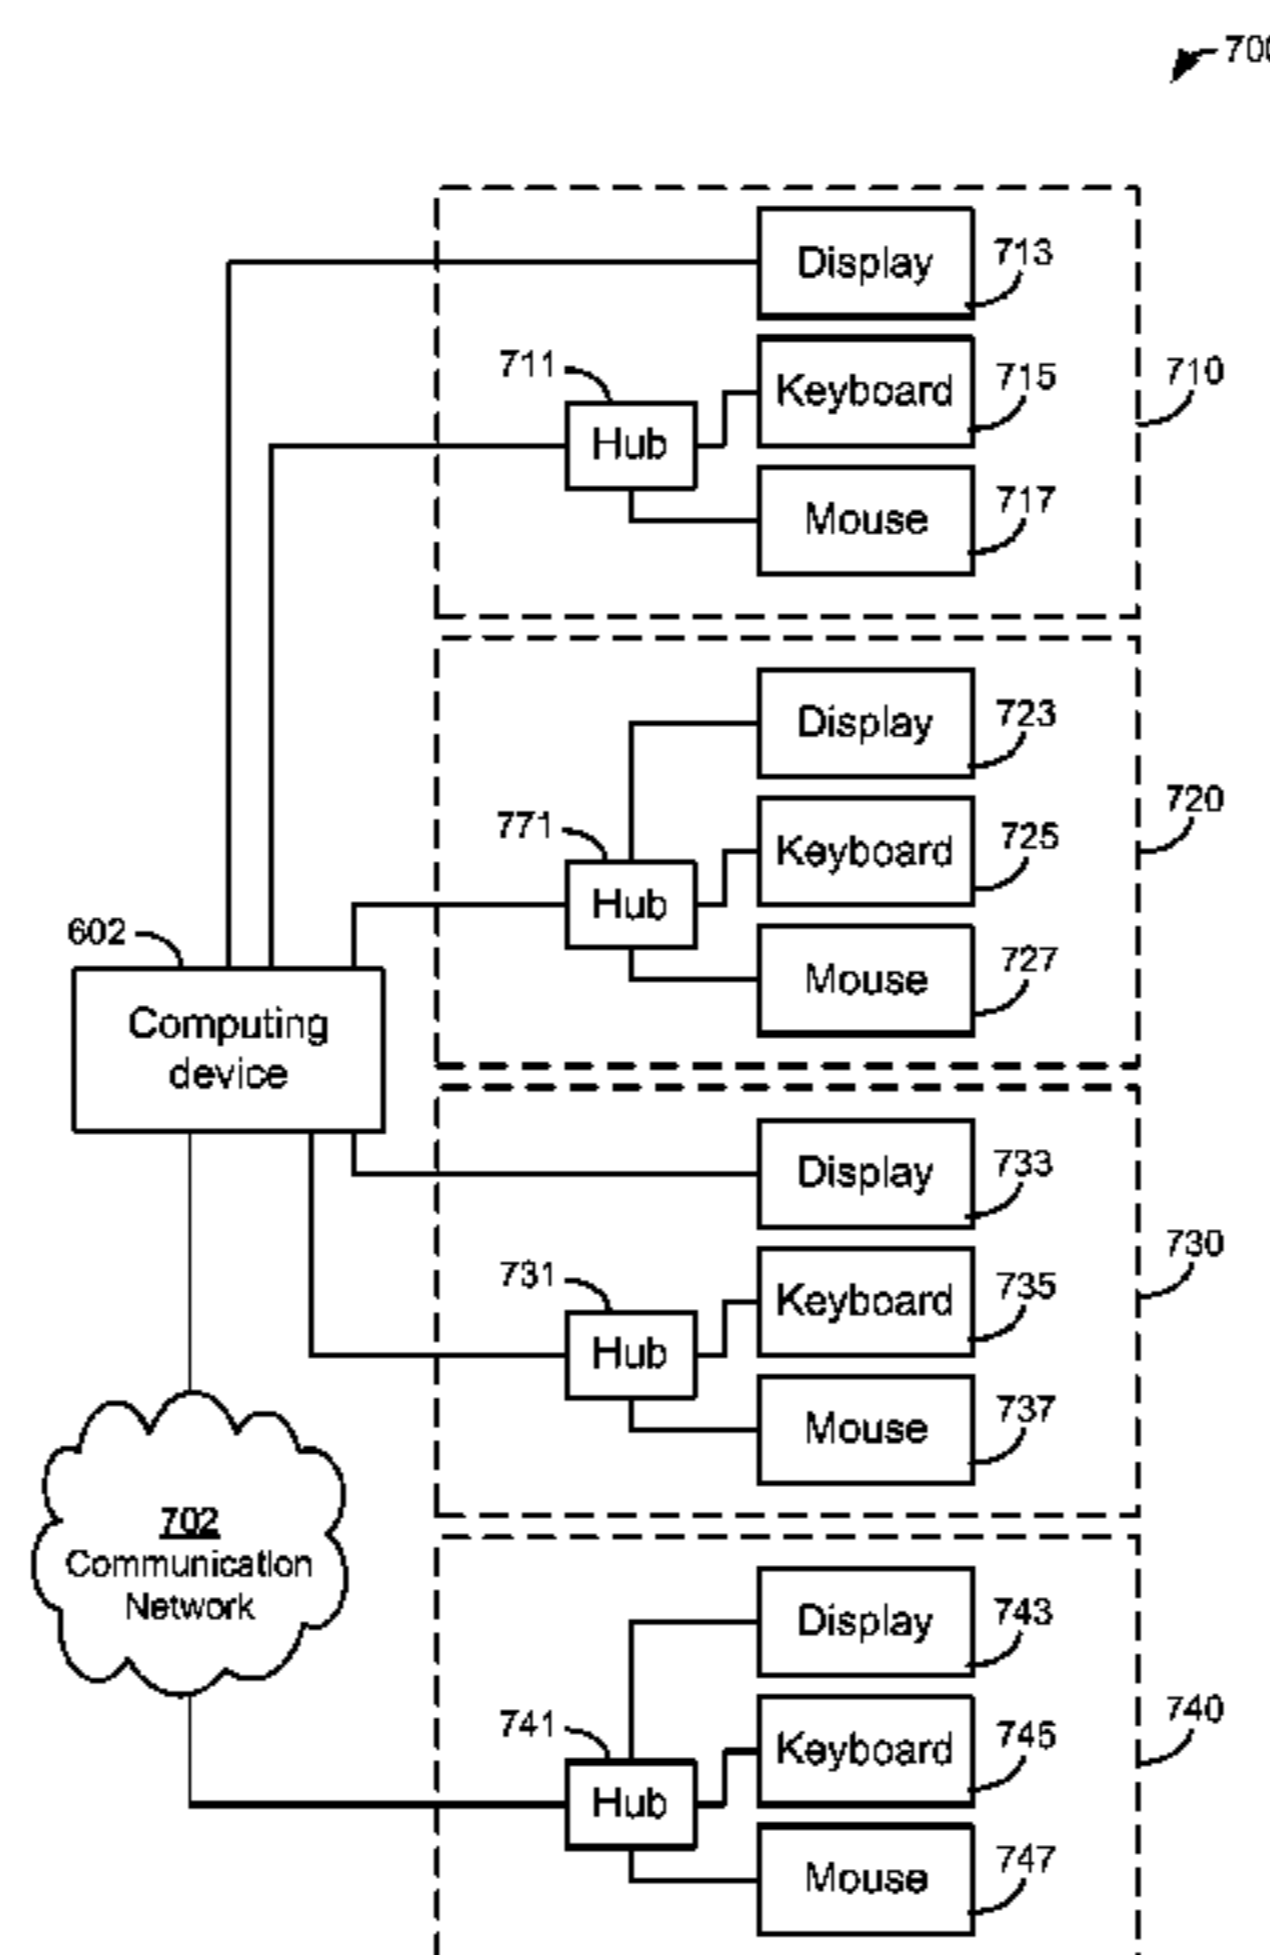 700
Display
713
711
Keyboard
715
710
Hub
Mouse
717
Display
723
771
Keyboard
725
720
Hub
Mouse
727
602
Computing
device
Display
733
731
Keyboard
735
730
Hub
Mouse
737
702
Communication
Network
Display
743
741
Keyboard
745
740
Hub
Mouse
747